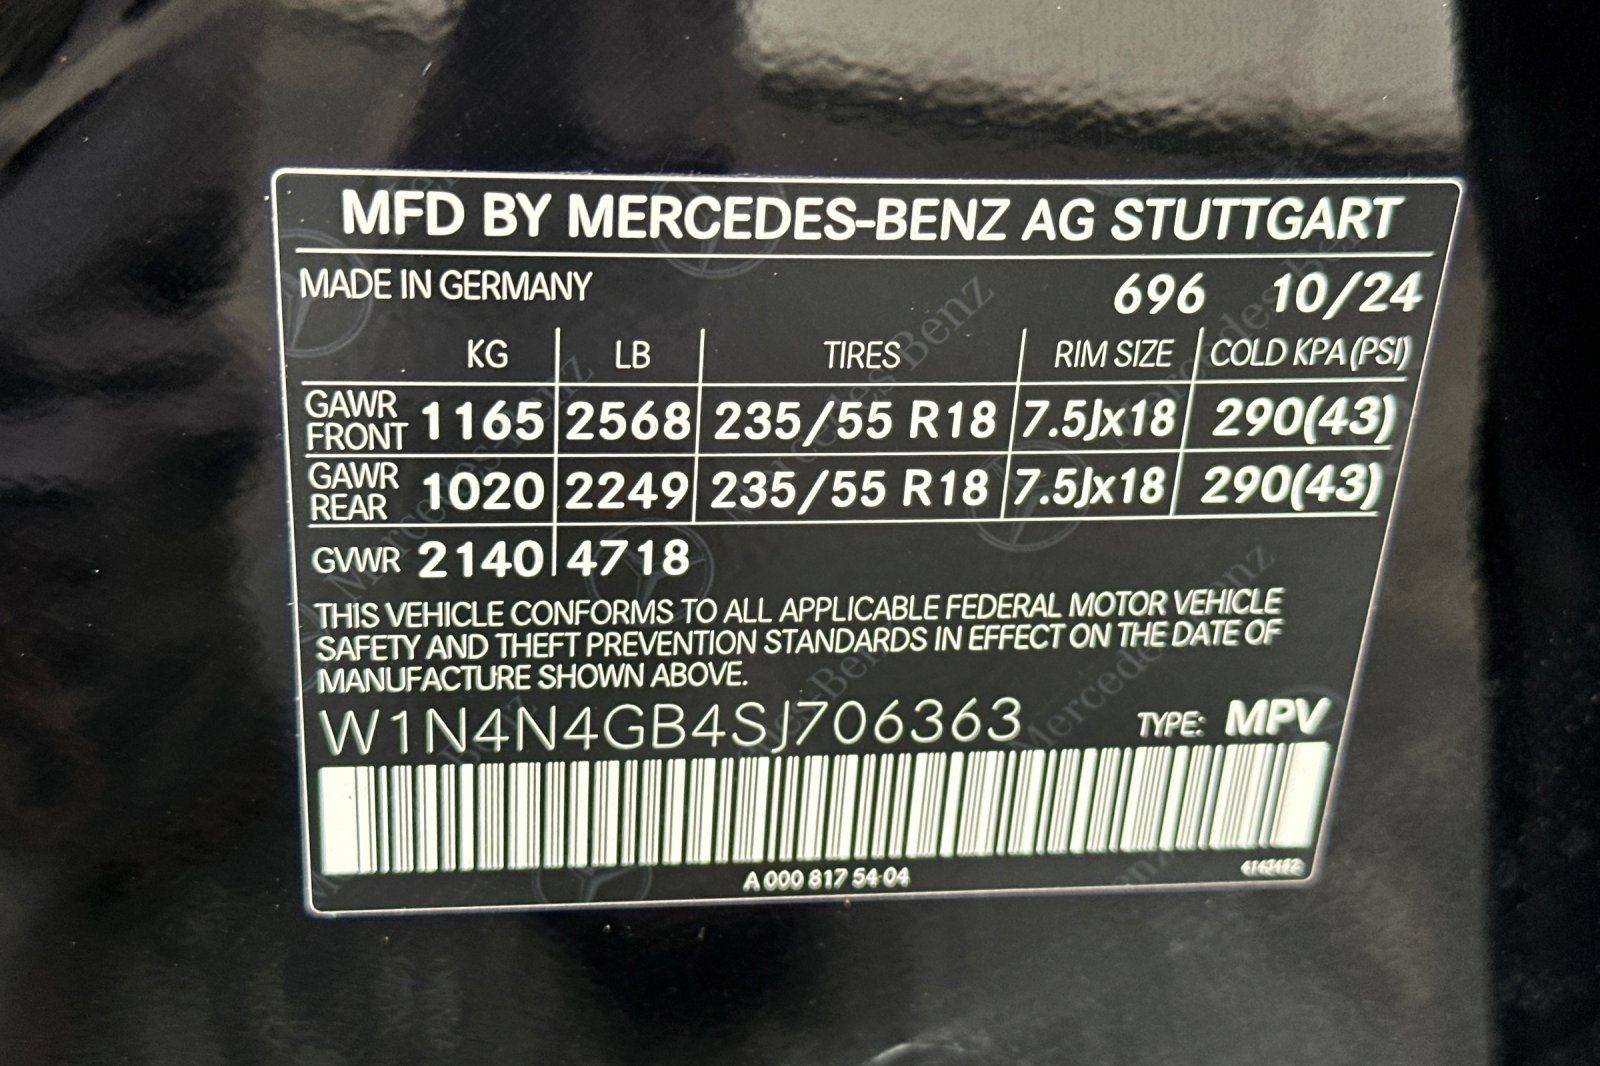 MFD BY MERCEDES-BENZ AG STUTTGART
MADE IN GERMANY 696 10/24
KG LB TIRES RIM SIZE COLD KPA (PSI)
GAWR FRONT 1165 2568 235/55 R18 7.5Jx18 290(43)
GAWR REAR 1020 2249 235/55 R18 7.5Jx18 290(43)
GVWR 2140 4718
THIS VEHICLE CONFORMS TO ALL APPLICABLE FEDERAL MOTOR VEHICLE
SAFETY AND THEFT PREVENTION STANDARDS IN EFFECT ON THE DATE OF
MANUFACTURE SHOWN ABOVE.
W1N4N4GB4SJ706363 TYPE: MPV
A 000 817 54 04